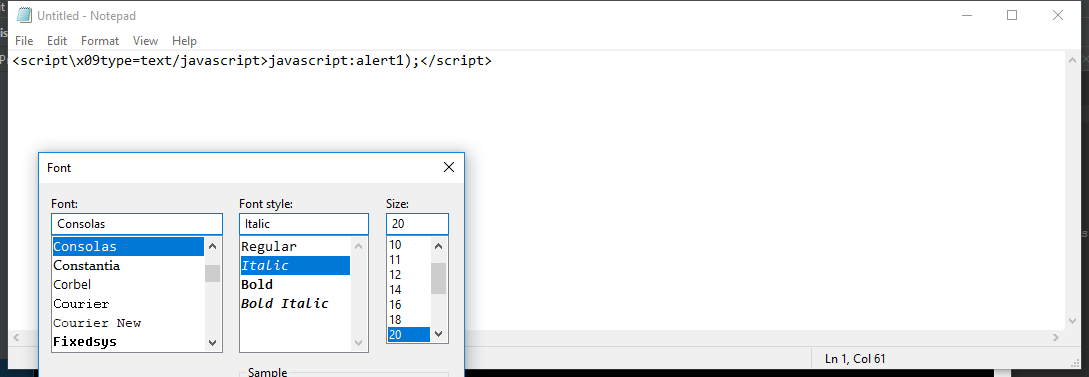 Untitled - Notepad
File Edit Format View Help
<script\x09type=text/javascript>javascript:alert1);</script>
Font
Font: Font style: Size:
Consolas Italic 20
Consolas Regular 10
Constantia Italic 11
Corbel Bold 12
Courier Bold Italic 14
Courier New 16
Fixedsys 18
20
Ln 1, Col 61
Sample